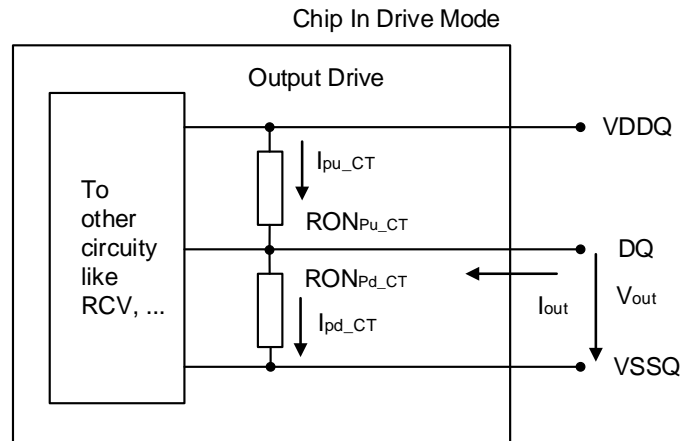 Chip In Drive Mode
Output Drive
VDDQ
Ipu_CT
To
other
circuity
like
RCV, ...
RONPu_CT
DQ
RONPd_CT
Iout
Vout
Ipd_CT
VSSQ